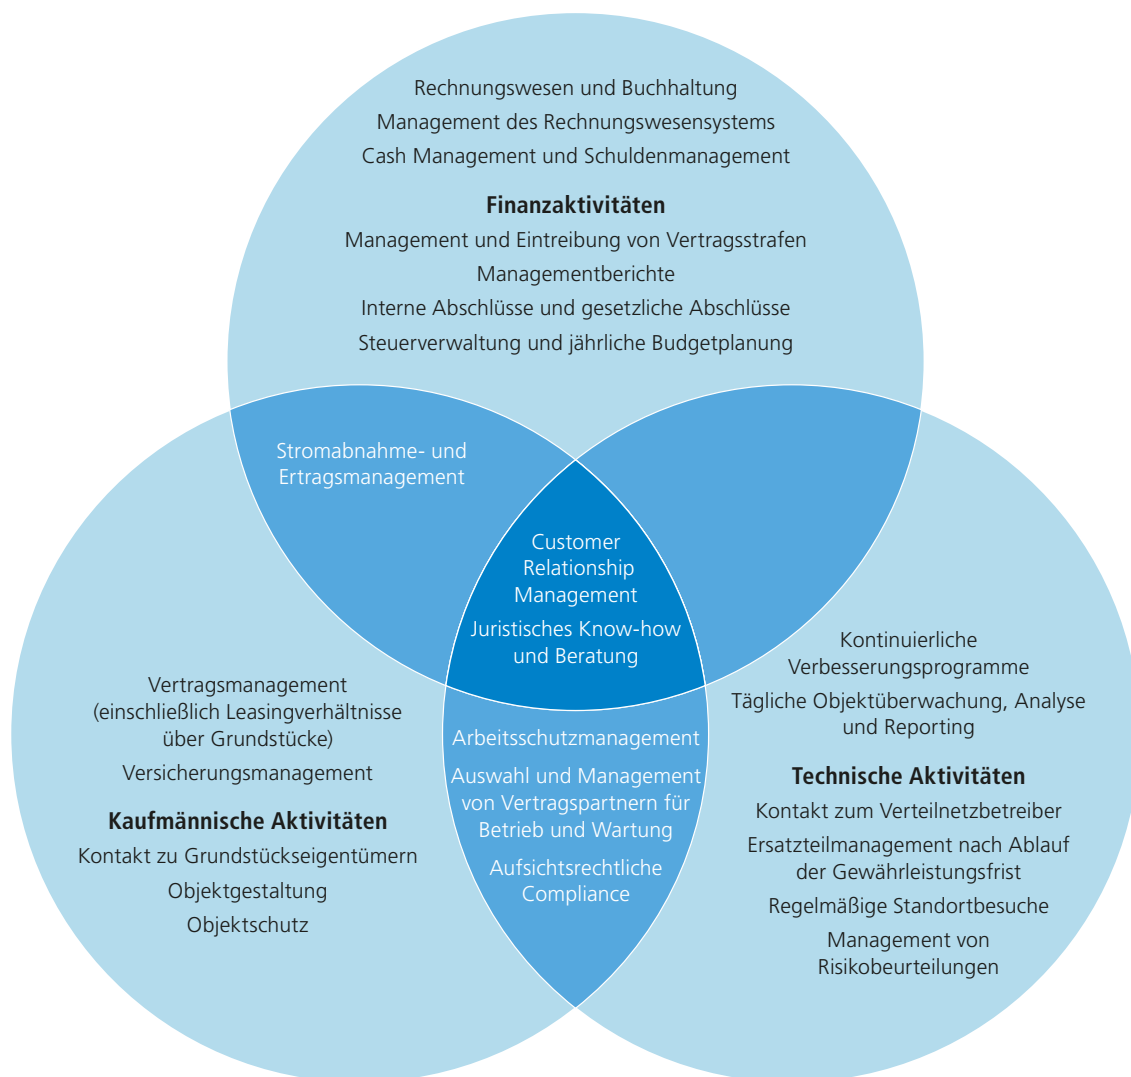 Rechnungswesen und Buchhaltung
Management des Rechnungswesensystems
Cash Management und Schuldenmanagement
Finanzaktivitäten
Management und Eintreibung von Vertragsstrafen
Managementberichte
Interne Abschlüsse und gesetzliche Abschlüsse
Steuerverwaltung und jährliche Budgetplanung
Stromabnahme- und
Ertragsmanagement
Customer
Relationship
Management
Juristisches Know-how
und Beratung
Vertragsmanagement
(einschließlich Leasingverhältnisse
über Grundstücke)
Versicherungsmanagement
Kaufmännische Aktivitäten
Kontakt zu Grundstückseigentümern
Objektgestaltung
Objektschutz
Arbeitsschutzmanagement
Auswahl und Management
von Vertragspartnern für
Betrieb und Wartung
Aufsichtsrechtliche
Compliance
Kontinuierliche
Verbesserungsprogramme
Tägliche Objektüberwachung, Analyse
und Reporting
Technische Aktivitäten
Kontakt zum Verteilnetzbetreiber
Ersatzteilmanagement nach Ablauf
der Gewährleistungsfrist
Regelmäßige Standortbesuche
Management von
Risikobeurteilungen